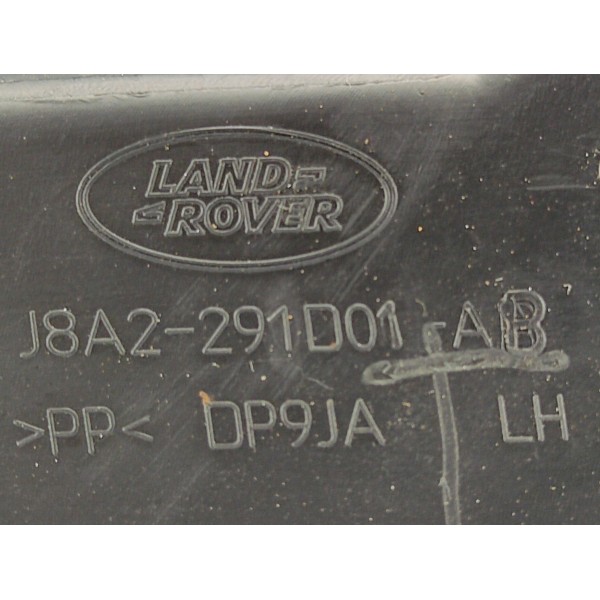 LAND
ROVER
J8A2-291D01-AB
>PP< DP9JA LH